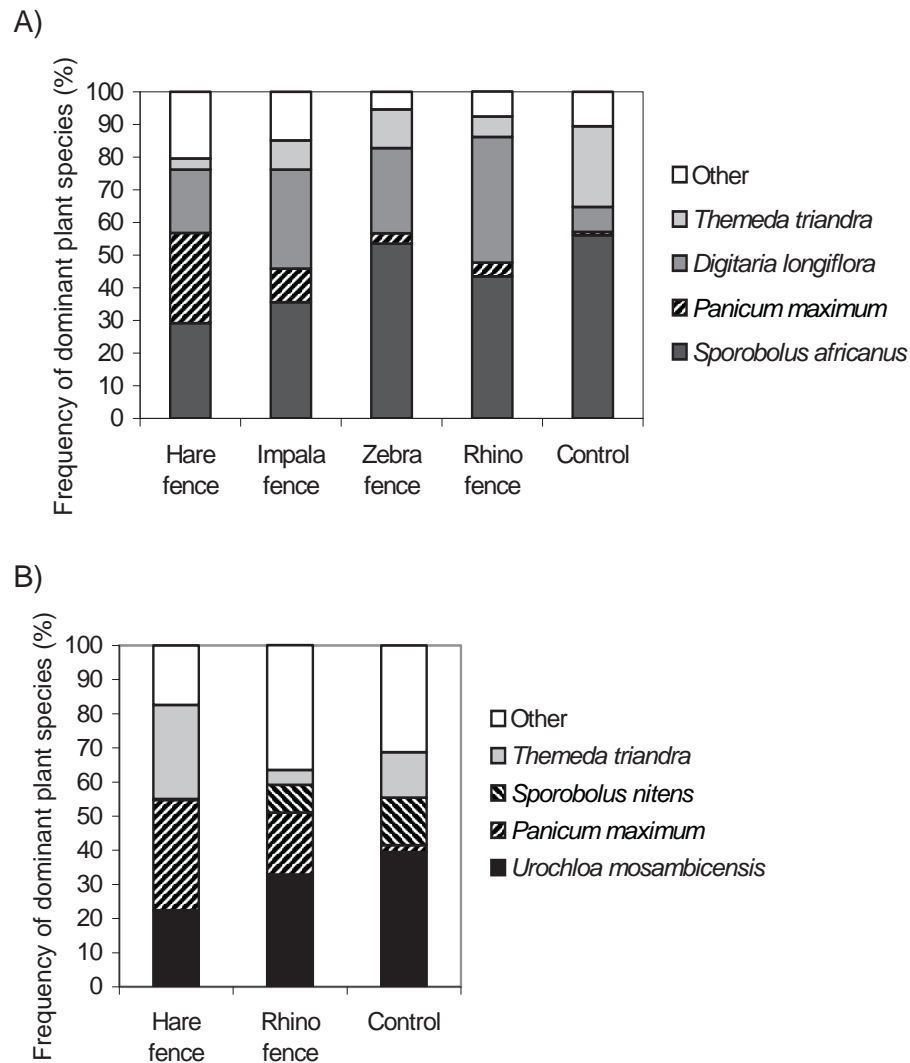 A)
Frequency of dominant plant species (%)
100
90
80
70
60
50
40
30
20
10
0
Hare fence
Impala fence
Zebra fence
Rhino fence
Control
Other
Themeda triandra
Digitaria longiflora
Panicum maximum
Sporobolus africanus
B)
Frequency of dominant plant species (%)
100
90
80
70
60
50
40
30
20
10
0
Hare fence
Rhino fence
Control
Other
Themeda triandra
Sporobolus nitens
Panicum maximum
Urochloa mosambicensis